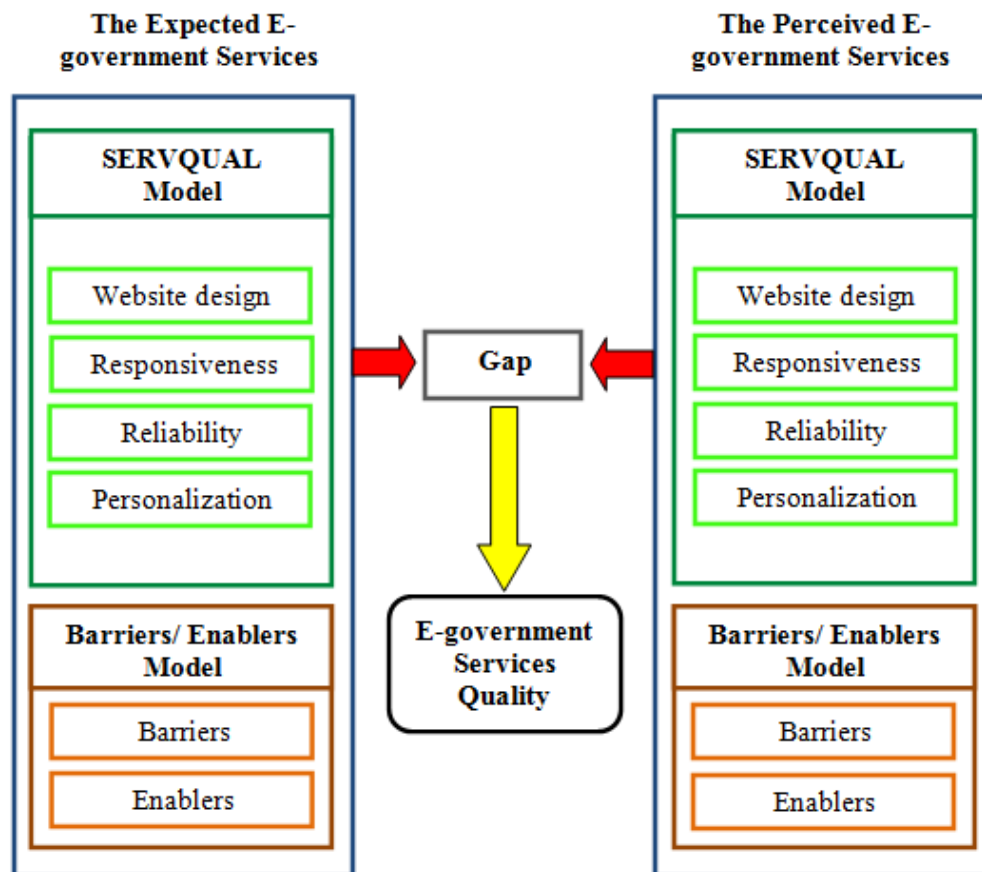 The Expected E-
government Services
SERVQUAL
Model
Website design
Responsiveness
Reliability
Personalization
Barriers/ Enablers
Model
Barriers
Enablers
Gap
E-government
Services
Quality
The Perceived E-
government Services
SERVQUAL
Model
Website design
Responsiveness
Reliability
Personalization
Barriers/ Enablers
Model
Barriers
Enablers